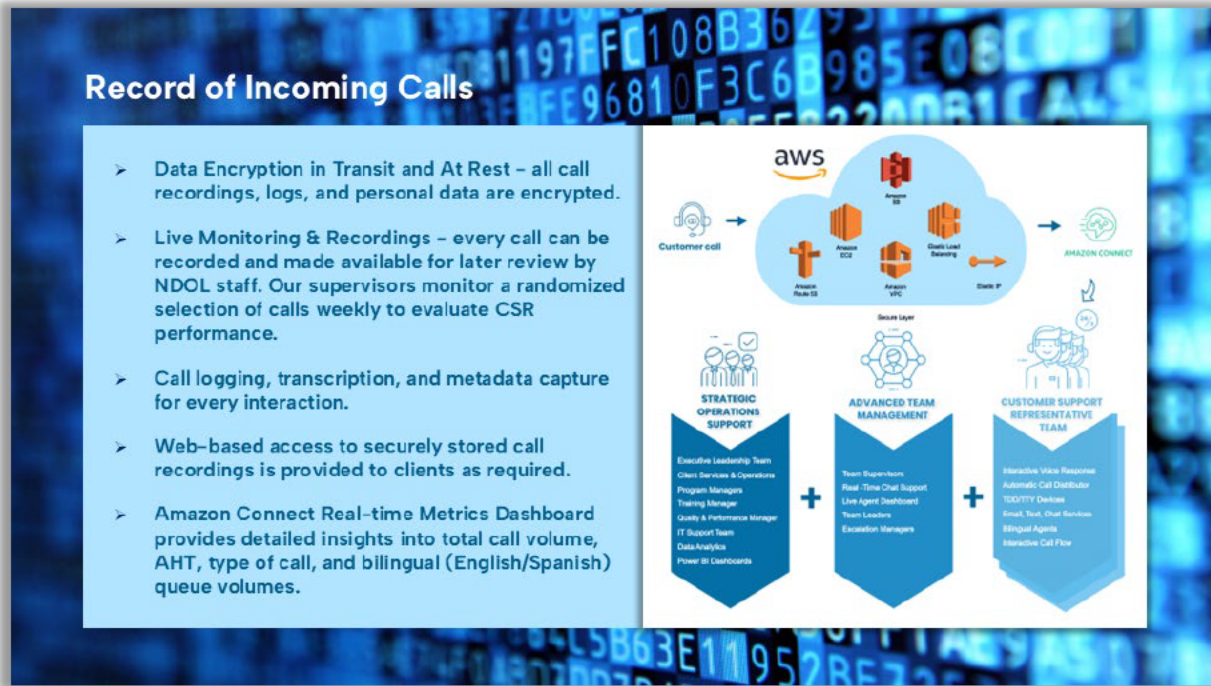 Record of Incoming Calls
➢ Data Encryption in Transit and At Rest – all call
recordings, logs, and personal data are encrypted.
➢ Live Monitoring & Recordings – every call can be
recorded and made available for later review by
NDOL staff. Our supervisors monitor a randomized
selection of calls weekly to evaluate CSR
performance.
➢ Call logging, transcription, and metadata capture
for every interaction.
➢ Web-based access to securely stored call
recordings is provided to clients as required.
➢ Amazon Connect Real-time Metrics Dashboard
provides detailed insights into total call volume,
AHT, type of call, and bilingual (English/Spanish)
queue volumes.
aws
Customer call
Amazon
S3
Amazon
EC2
Elastic Load
Balancing
Amazon
Route 53
Amazon
VPC
Elastic IP
AMAZON CONNECT
Secure Layer
24/7
STRATEGIC
OPERATIONS
SUPPORT
Executive Leadership Team
Client Services & Operations
Program Managers
Training Manager
Quality & Performance Manager
IT Support Team
Data Analytics
Power BI Dashboards
+
ADVANCED TEAM
MANAGEMENT
Team Supervisors
Real-Time Chat Support
Live Agent Dashboard
Team Leaders
Escalation Managers
+
CUSTOMER SUPPORT
REPRESENTATIVE
TEAM
Interactive Voice Response
Automatic Call Distributor
TDD/TTY Devices
Email, Text, Chat Services
Bilingual Agents
Interactive Call Flow